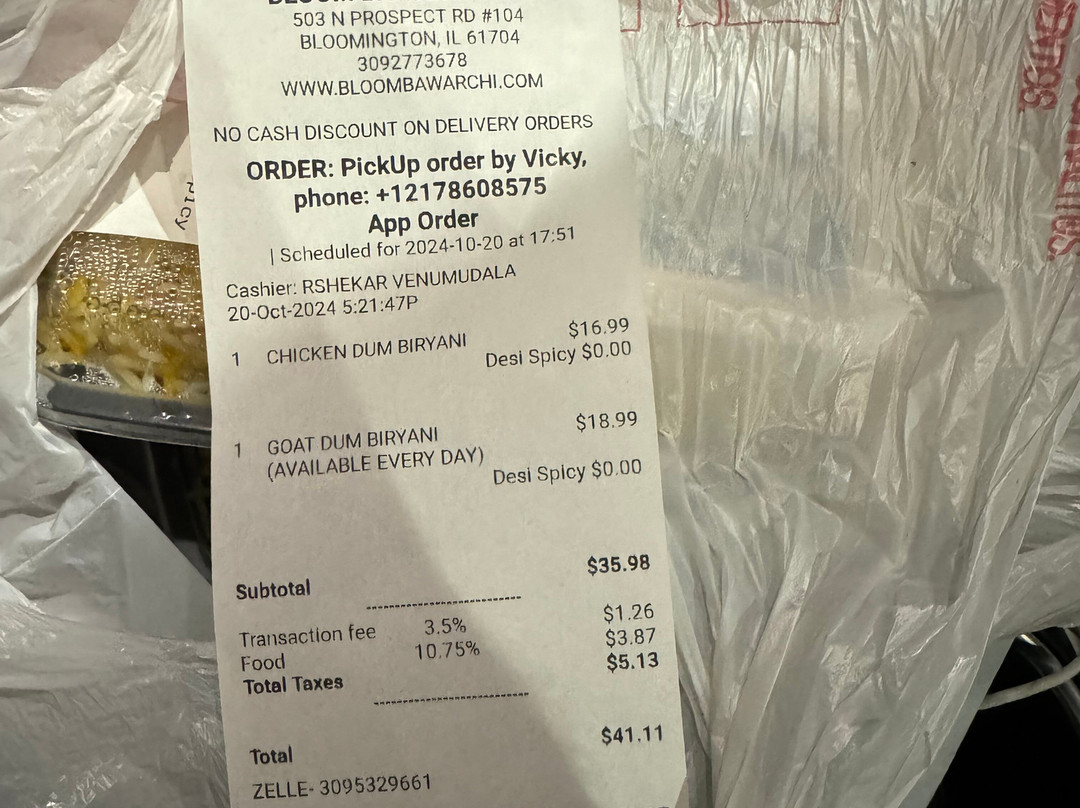 503 N PROSPECT RD #104
BLOOMINGTON, IL 61704
3092773678
WWW.BLOOMBAWARCHI.COM
NO CASH DISCOUNT ON DELIVERY ORDERS
ORDER: PickUp order by Vicky,
phone: +12178608575
App Order
| Scheduled for 2024-10-20 at 17:51
Cashier: RSHEKAR VENUMUDALA
20-Oct-2024 5:21:47P
1 CHICKEN DUM BIRYANI $16.99
Desi Spicy $0.00
1 GOAT DUM BIRYANI $18.99
(AVAILABLE EVERY DAY)
Desi Spicy $0.00
Subtotal $35.98
Transaction fee 3.5% $1.26
Food 10.75% $3.87
Total Taxes $5.13
Total $41.11
ZELLE- 3095329661